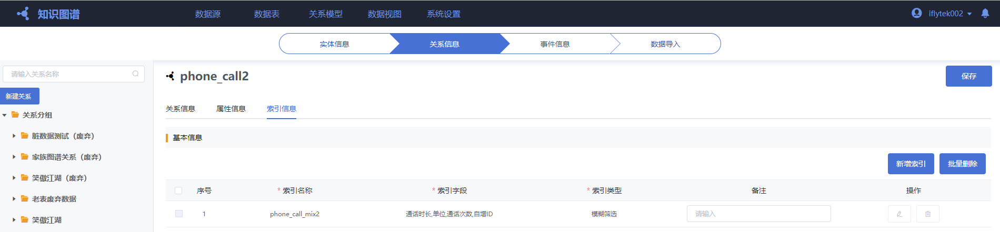 知识图谱 数据源 数据表 关系模型 数据视图 系统设置 iflytek002
实体信息 关系信息 事件信息 数据导入
请输入关系名称
phone_call2
保存
新建关系
关系信息 属性信息 索引信息
关系分组
脏数据测试（废弃）
家族图谱关系（废弃）
笑傲江湖（废弃）
老表废弃数据
笑傲江湖
基本信息
新增索引 批量删除
序号 * 索引名称 * 索引字段 * 索引类型 备注 操作
1 phone_call_mix2 通话时长,单位,通话次数,自增ID 模糊筛选 请输入